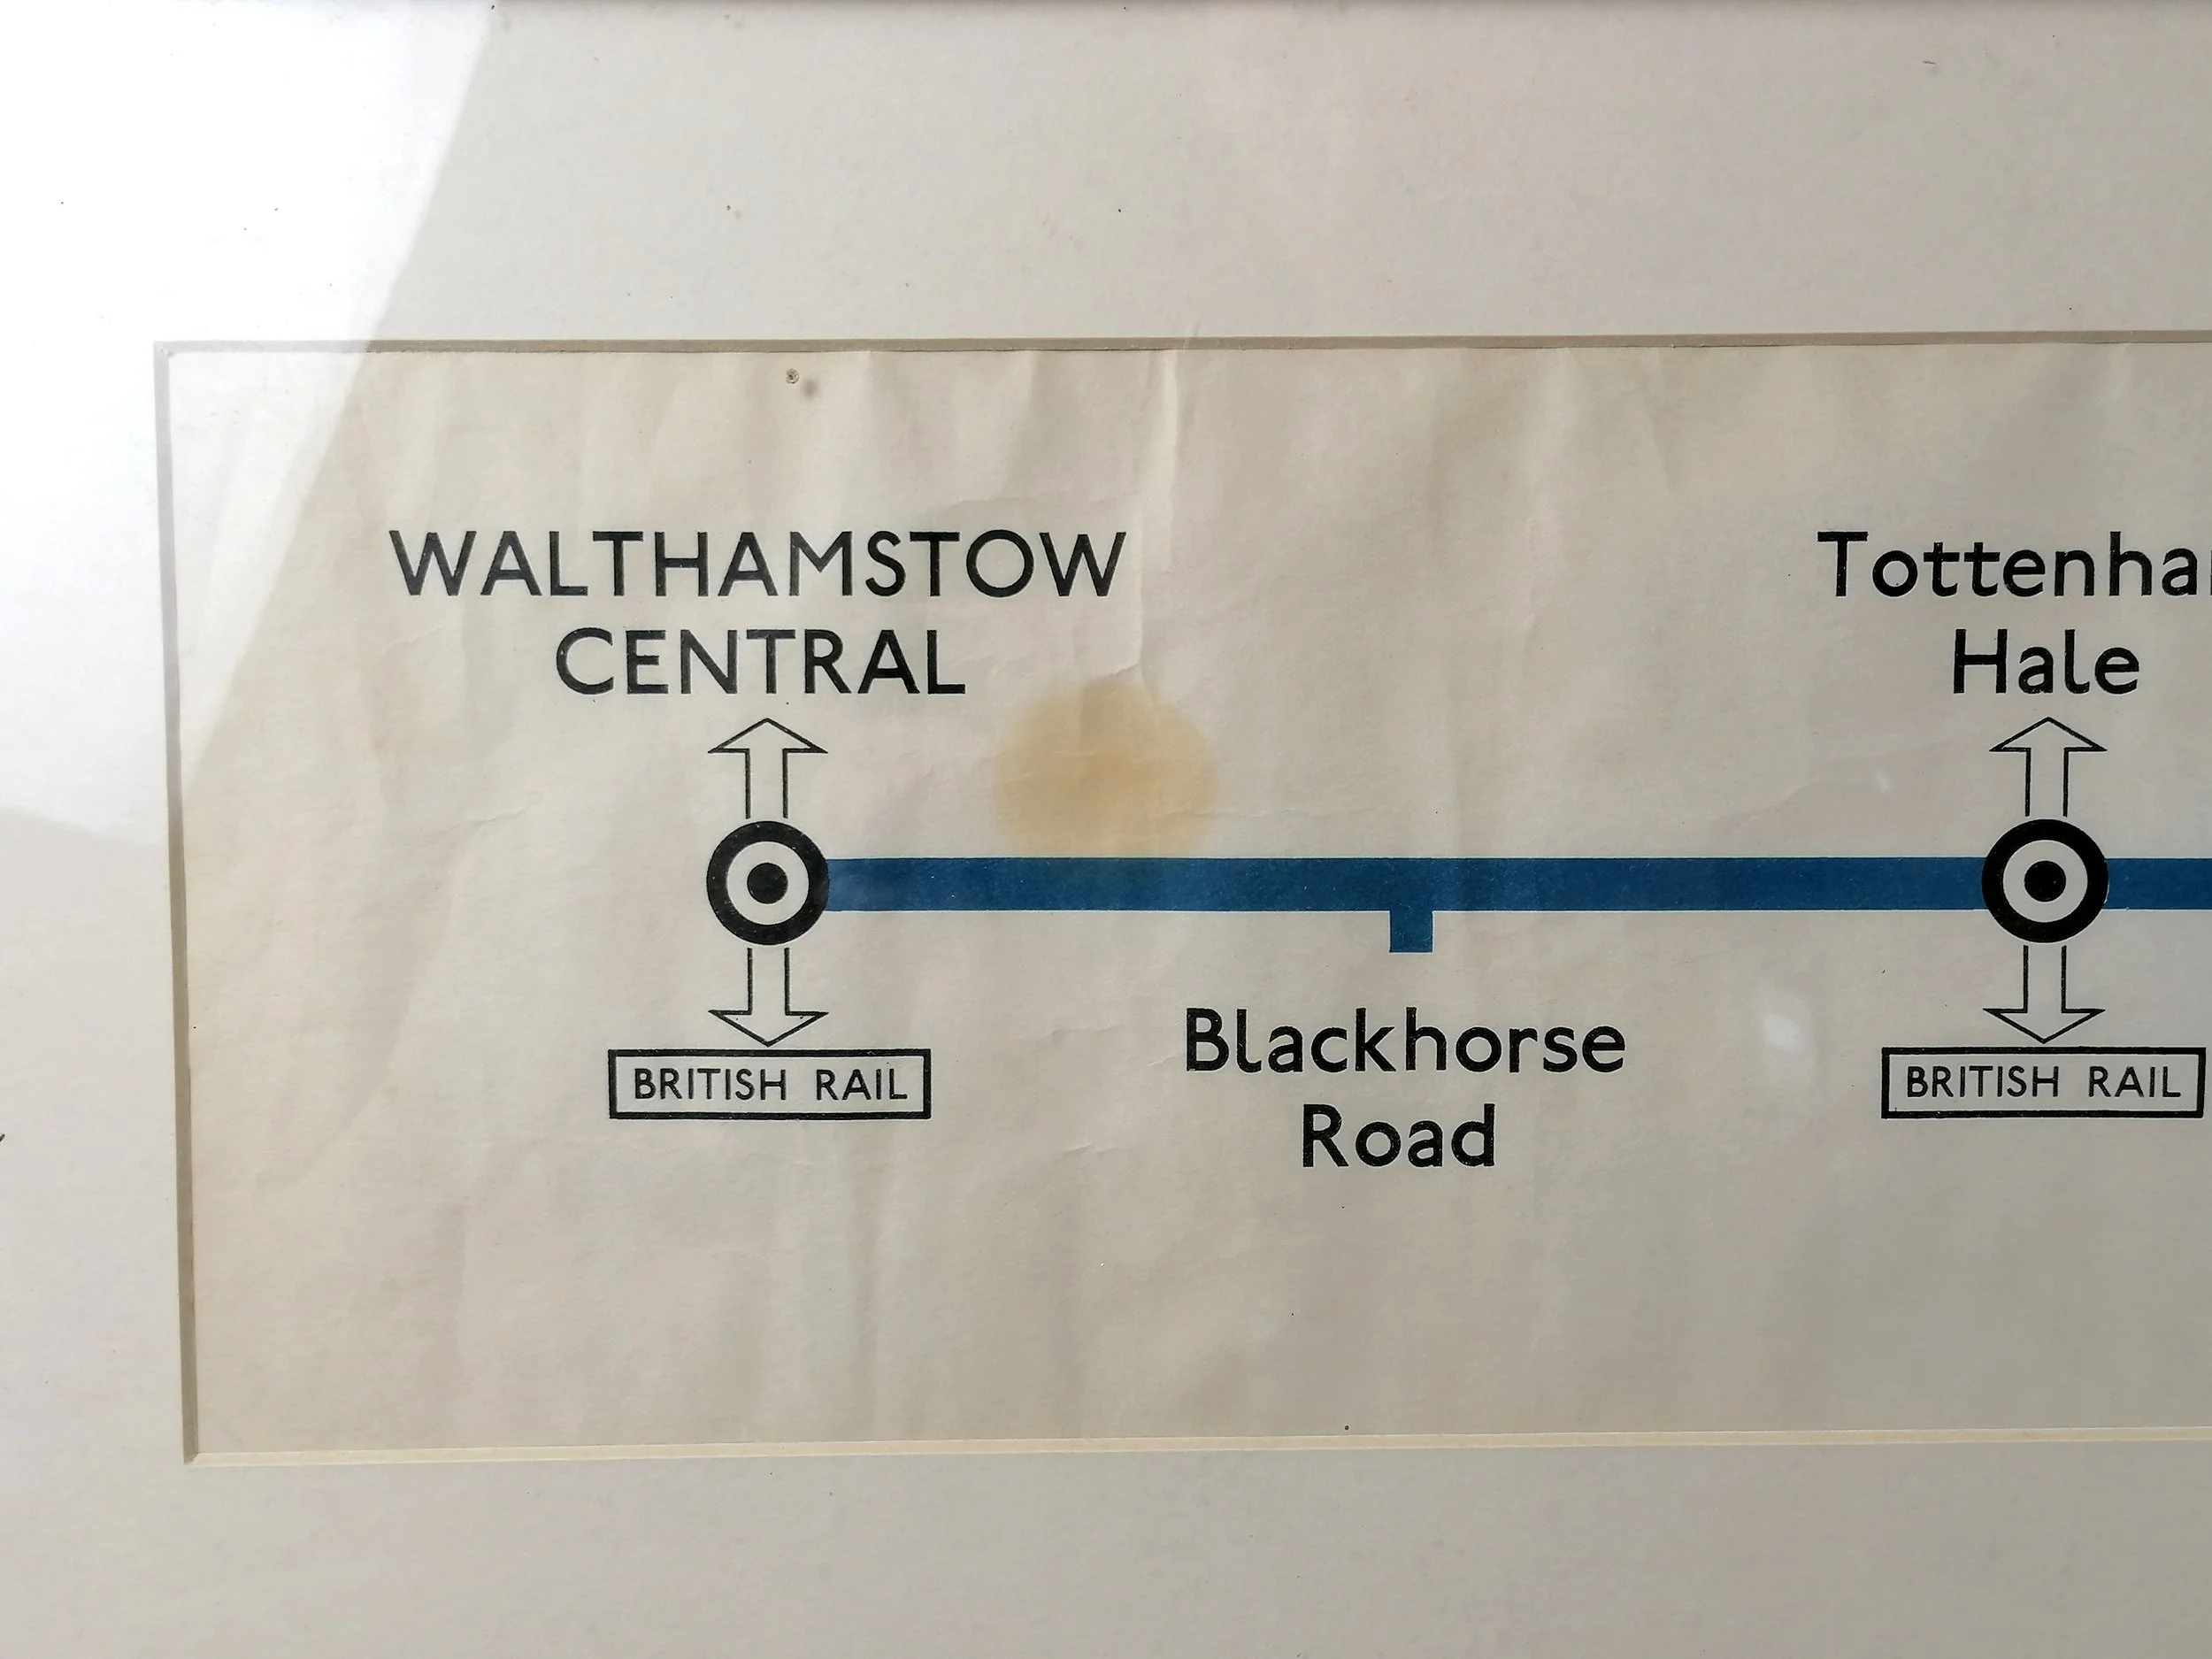 WALTHAMSTOW
CENTRAL
BRITISH RAIL
Blackhorse
Road
Tottenha
Hale
BRITISH RAIL